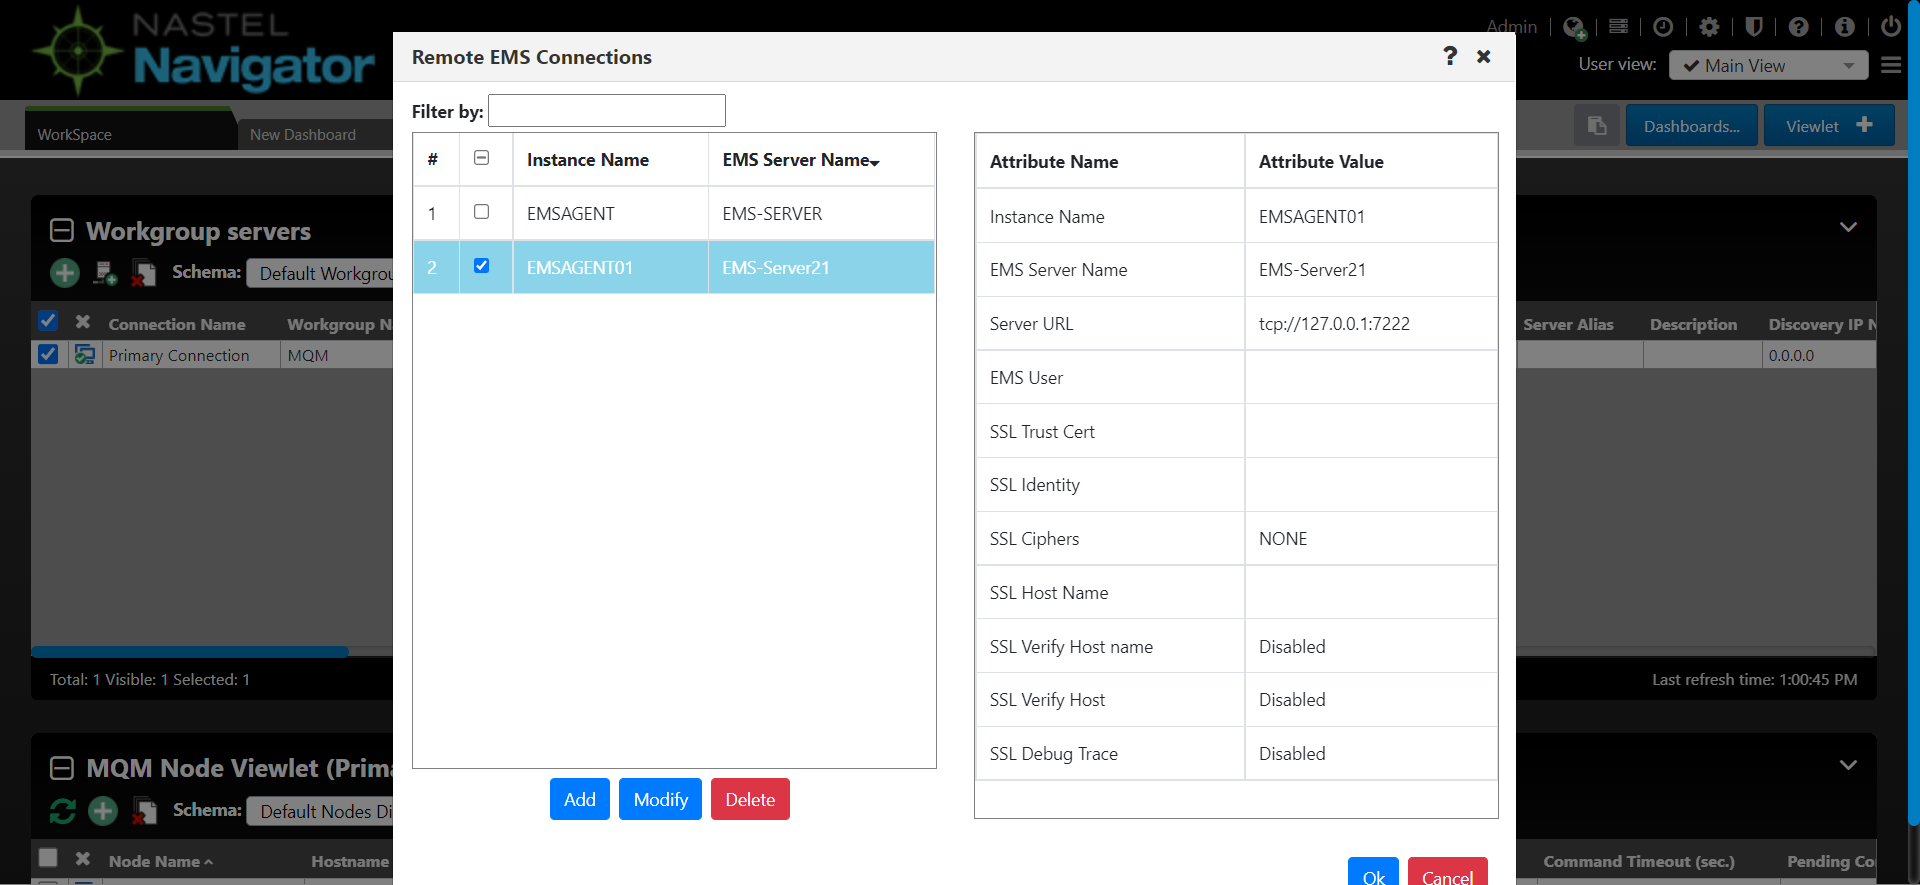 NASTEL
Navigator
Admin
User view: Main View
WorkSpace
New Dashboard
Dashboards...
Viewlet
Workgroup servers
Schema: Default Workgrou
Connection Name Workgroup N
Primary Connection MQM
Total: 1 Visible: 1 Selected: 1
Server Alias Description Discovery IP N
0.0.0.0
Last refresh time: 1:00:45 PM
MQM Node Viewlet (Prima
Schema: Default Nodes Di
Node Name Hostname
Command Timeout (sec.) Pending Co
Remote EMS Connections
Filter by:
# Instance Name EMS Server Name
1 EMSAGENT EMS-SERVER
2 EMSAGENT01 EMS-Server21
Add Modify Delete
Attribute Name Attribute Value
Instance Name EMSAGENT01
EMS Server Name EMS-Server21
Server URL tcp://127.0.0.1:7222
EMS User
SSL Trust Cert
SSL Identity
SSL Ciphers NONE
SSL Host Name
SSL Verify Host name Disabled
SSL Verify Host Disabled
SSL Debug Trace Disabled
Ok Cancel